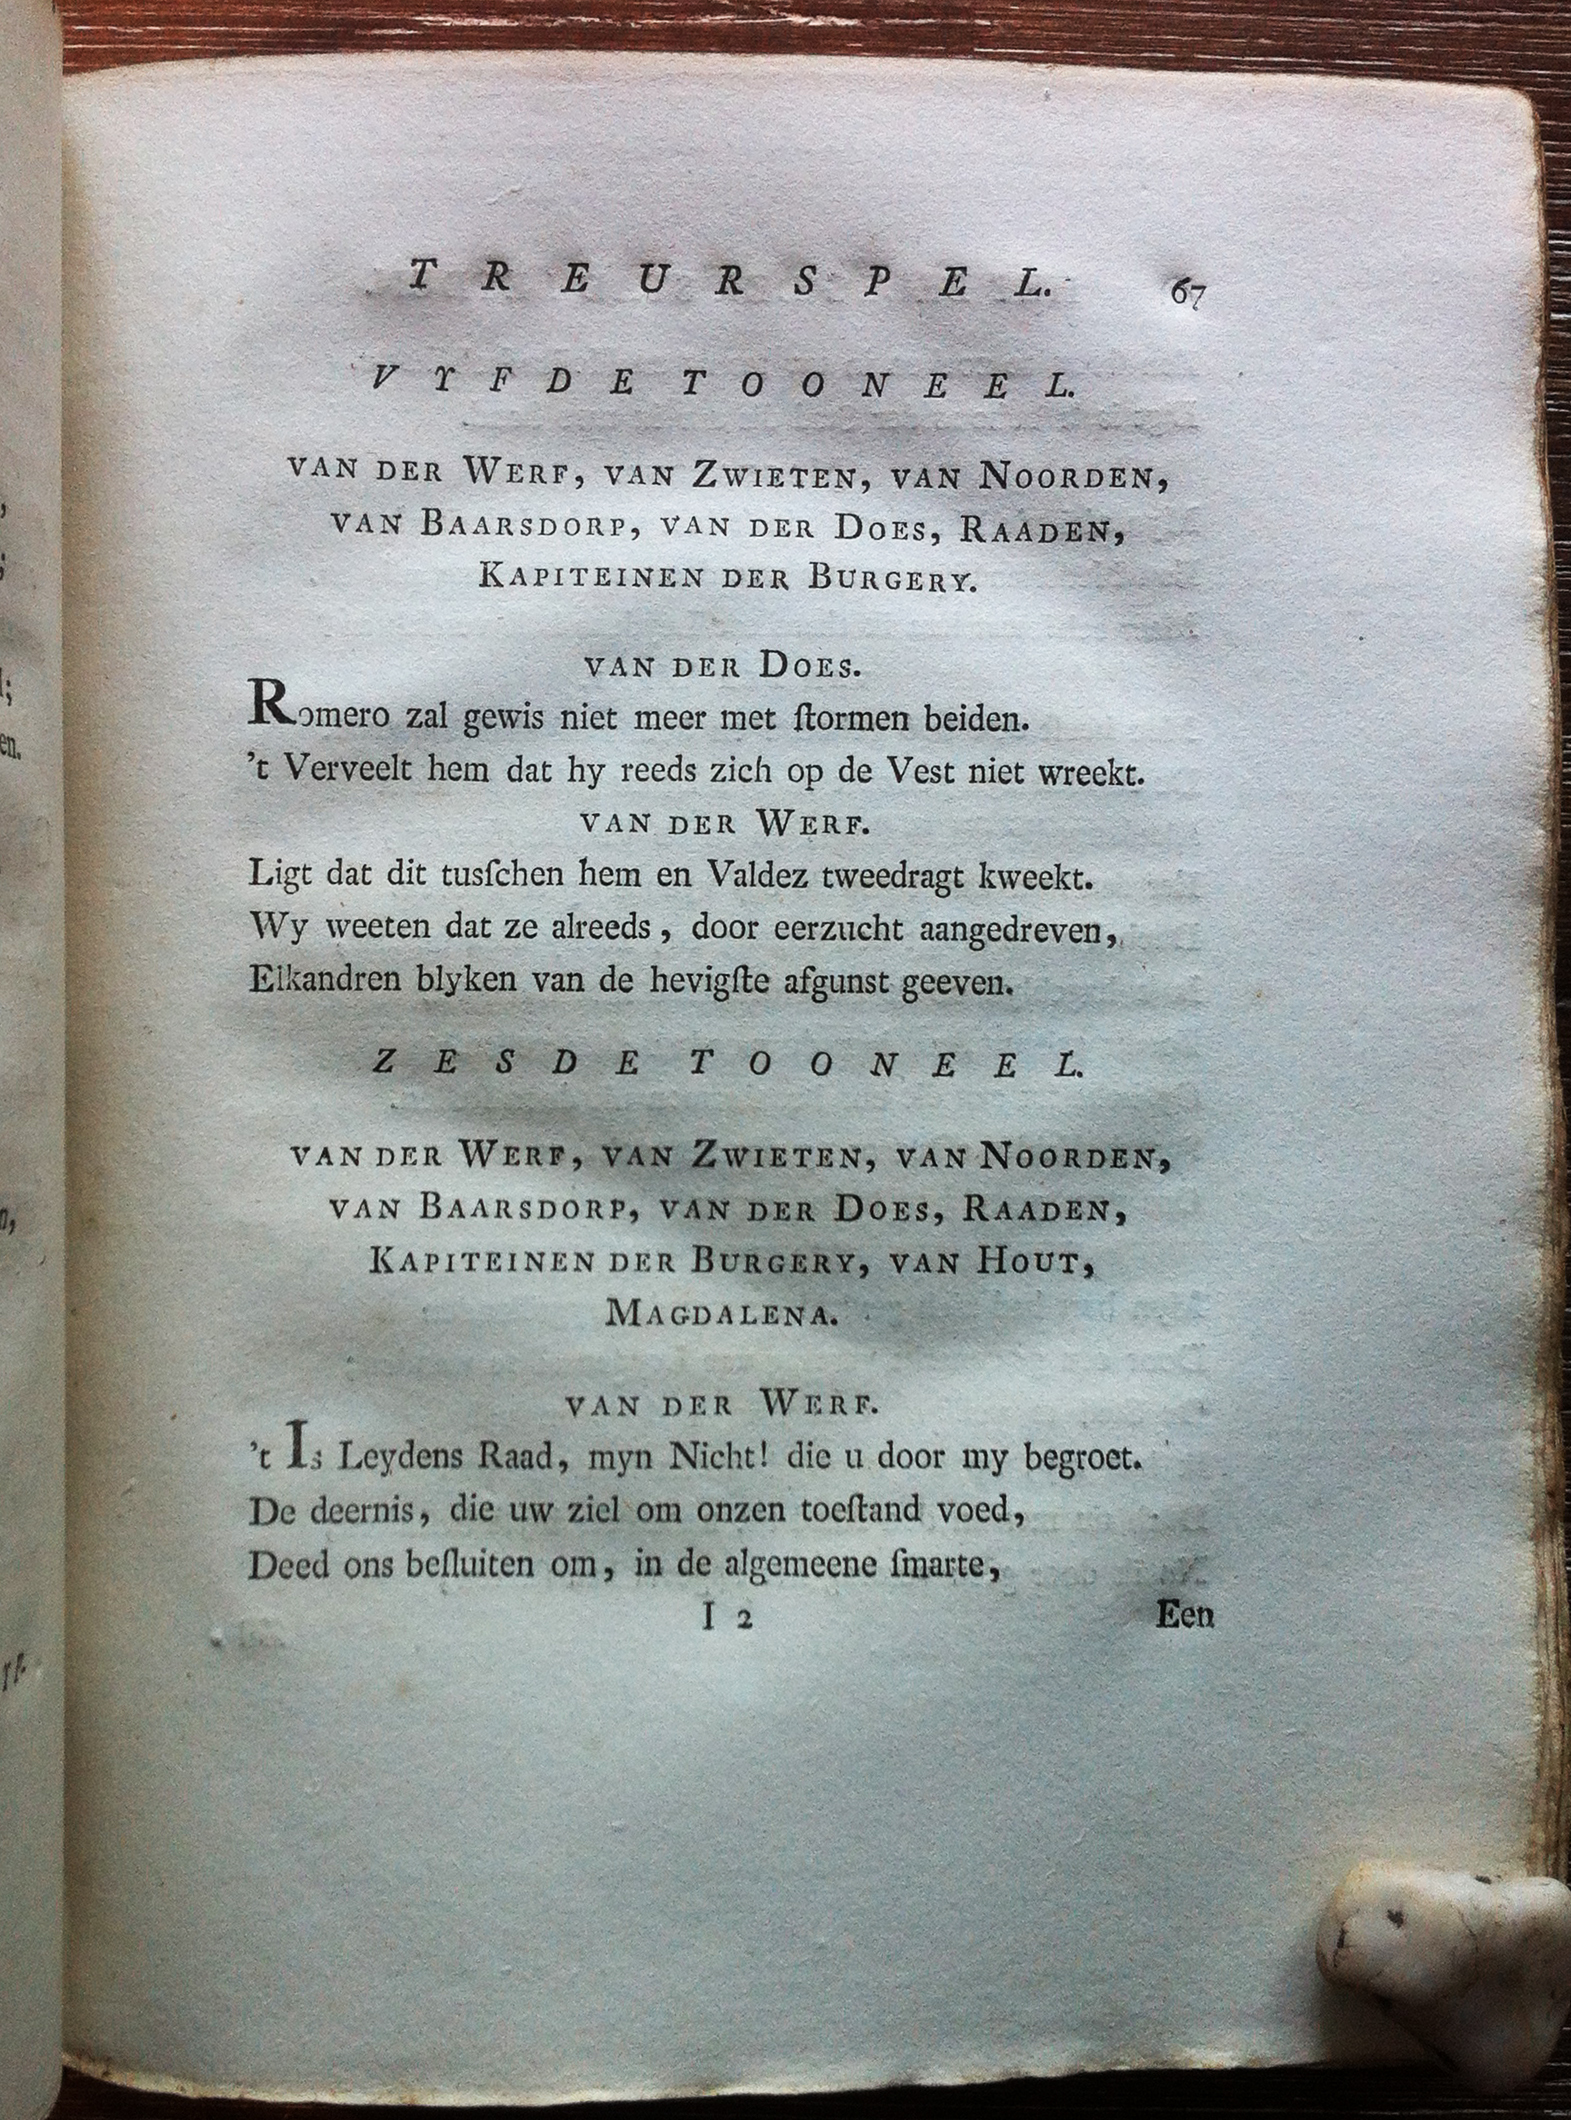 TREURSPEL. 67
VYFDE TOONEEL.
VAN DER WERF, VAN ZWIETEN, VAN NOORDEN,
VAN BAARSDORP, VAN DER DOES, RAADEN,
KAPITEINEN DER BURGERY.
VAN DER DOES.
Romero zal gewis niet meer met ſtormen beiden.
't Verveelt hem dat hy reeds zich op de Vest niet wreekt.
VAN DER WERF.
Ligt dat dit tusſchen hem en Valdez tweedragt kweekt.
Wy weeten dat ze alreeds, door eerzucht aangedreven,
Elkandren blyken van de hevigſte afgunst geeven.
ZESDE TOONEEL.
VAN DER WERF, VAN ZWIETEN, VAN NOORDEN,
VAN BAARSDORP, VAN DER DOES, RAADEN,
KAPITEINEN DER BURGERY, VAN HOUT,
MAGDALENA.
VAN DER WERF.
't Is Leydens Raad, myn Nicht! die u door my begroet.
De deernis, die uw ziel om onzen toeſtand voed,
Deed ons beſluiten om, in de algemeene ſmarte,
I 2 Een